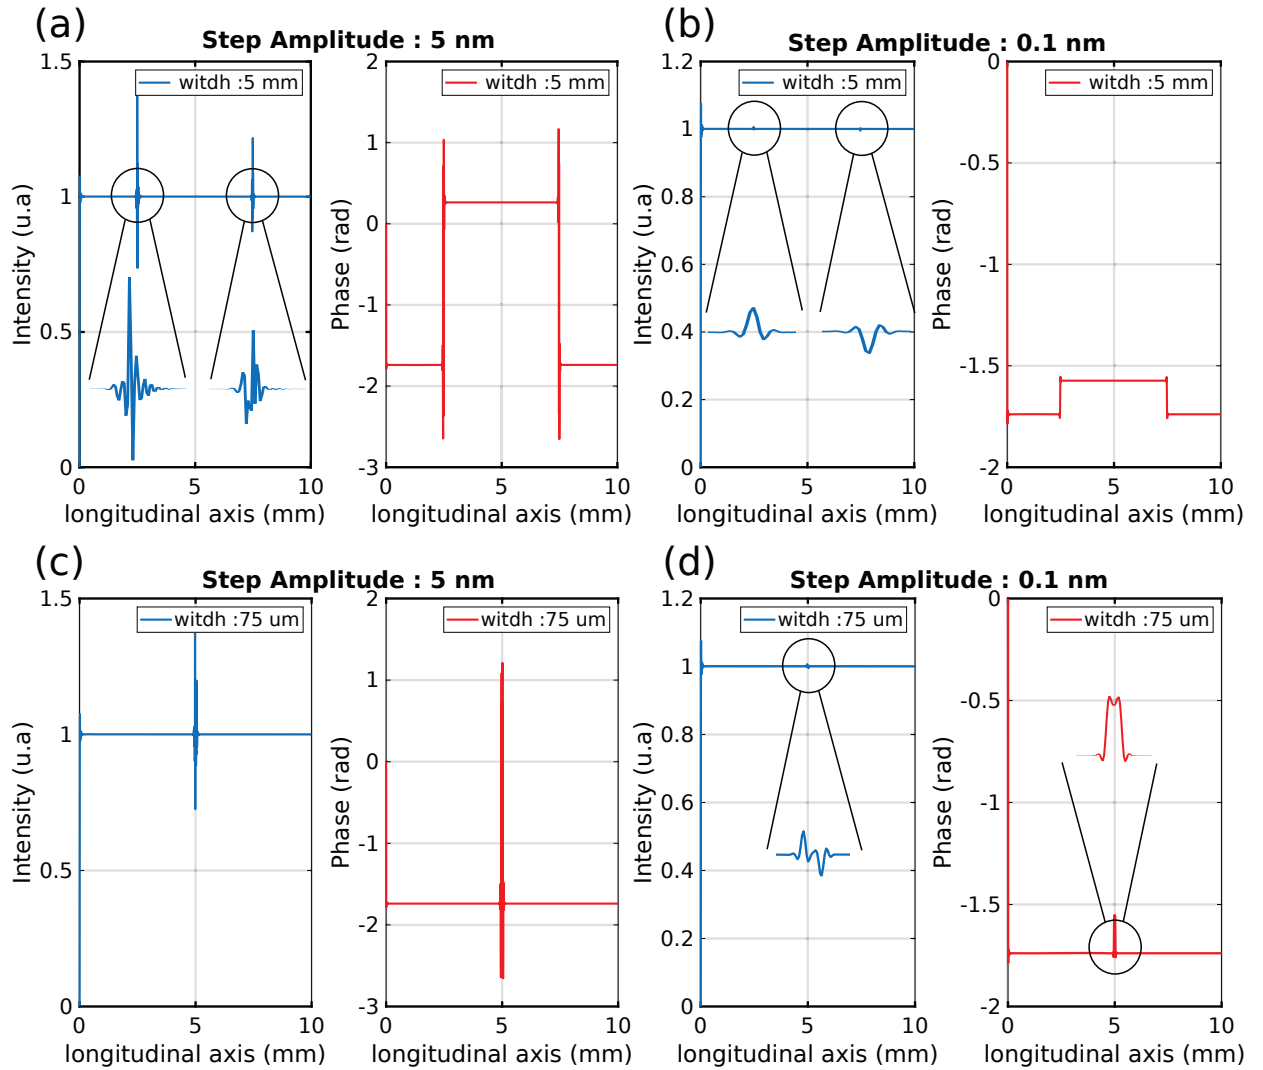 (a)
Step Amplitude : 5 nm
witdh :5 mm
Intensity (u.a)
1.5
1
0.5
0
0
5
10
longitudinal axis (mm)
witdh :5 mm
Phase (rad)
2
1
0
-1
-2
-3
0
5
10
longitudinal axis (mm)
(b)
Step Amplitude : 0.1 nm
witdh :5 mm
Intensity (u.a)
1.2
1
0.8
0.6
0.4
0.2
0
0
5
10
longitudinal axis (mm)
witdh :5 mm
Phase (rad)
0
-0.5
-1
-1.5
-2
0
5
10
longitudinal axis (mm)
(c)
Step Amplitude : 5 nm
witdh :75 um
Intensity (u.a)
1.5
1
0.5
0
0
5
10
longitudinal axis (mm)
witdh :75 um
Phase (rad)
2
1
0
-1
-2
-3
0
5
10
longitudinal axis (mm)
(d)
Step Amplitude : 0.1 nm
witdh :75 um
Intensity (u.a)
1.2
1
0.8
0.6
0.4
0.2
0
0
5
10
longitudinal axis (mm)
witdh :75 um
Phase (rad)
0
-0.5
-1
-1.5
-2
0
5
10
longitudinal axis (mm)